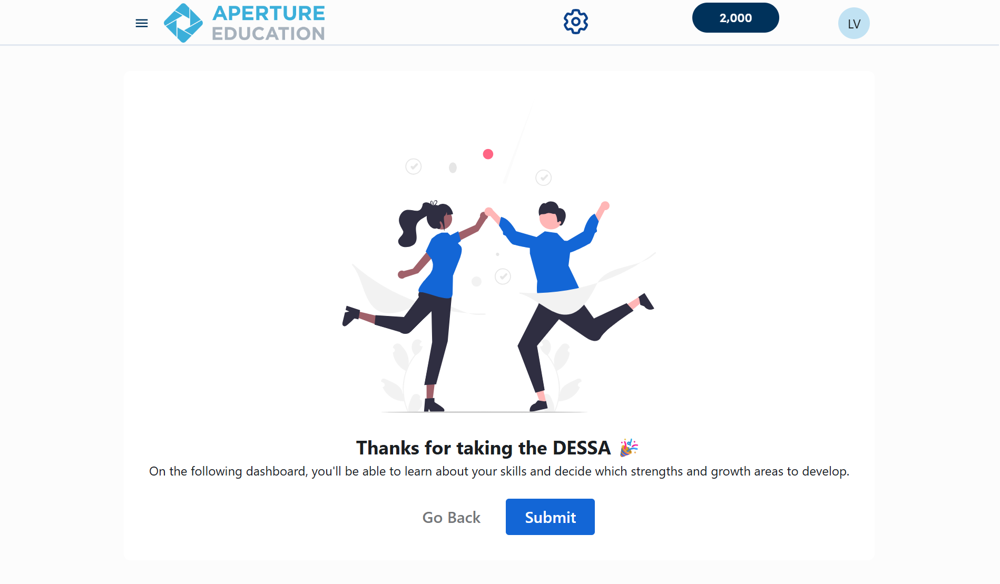 APERTURE
EDUCATION
2,000
LV
Thanks for taking the DESSA 🎉
On the following dashboard, you'll be able to learn about your skills and decide which strengths and growth areas to develop.
Go Back
Submit